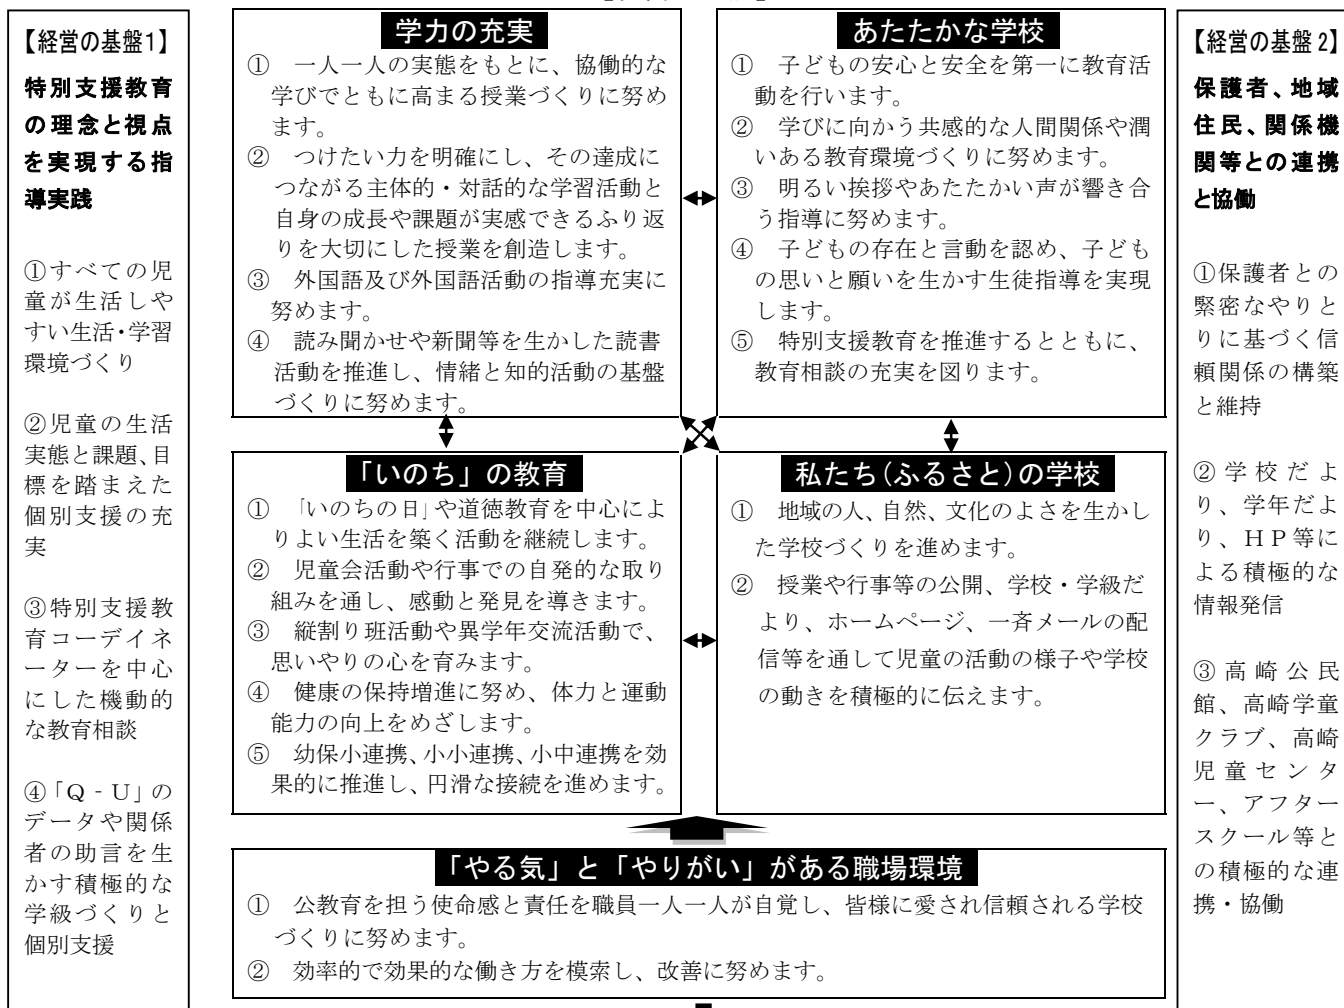 【経営の基盤1】
特別支援教育
の理念と視点
を実現する指
導実践
①すべての児
童が生活しや
すい生活・学習
環境づくり
②児童の生活
実態と課題、目
標を踏まえた
個別支援の充
実
③特別支援教
育コーデイネ
ーターを中心
にした機動的
な教育相談
④「Q‐U」の
データや関係
者の助言を生
かす積極的な
学級づくりと
個別支援
学力の充実
① 一人一人の実態をもとに、協働的な
学びでともに高まる授業づくりに努め
ます。
② つけたい力を明確にし、その達成に
つながる主体的・対話的な学習活動と
自身の成長や課題が実感できるふり返
りを大切にした授業を創造します。
③ 外国語及び外国語活動の指導充実に
努めます。
④ 読み聞かせや新聞等を生かした読書
活動を推進し、情緒と知的活動の基盤
づくりに努めます。
あたたかな学校
① 子どもの安心と安全を第一に教育活
動を行います。
② 学びに向かう共感的な人間関係や潤
いある教育環境づくりに努めます。
③ 明るい挨拶やあたたかい声が響き合
う指導に努めます。
④ 子どもの存在と言動を認め、子ども
の思いと願いを生かす生徒指導を実現
します。
⑤ 特別支援教育を推進するとともに、
教育相談の充実を図ります。
「いのち」の教育
① 「いのちの日」や道徳教育を中心によ
りよい生活を築く活動を継続します。
② 児童会活動や行事での自発的な取り
組みを通し、感動と発見を導きます。
③ 縦割り班活動や異学年交流活動で、
思いやりの心を育みます。
④ 健康の保持増進に努め、体力と運動
能力の向上をめざします。
⑤ 幼保小連携、小小連携、小中連携を効
果的に推進し、円滑な接続を進めます。
私たち(ふるさと)の学校
① 地域の人、自然、文化のよさを生かし
た学校づくりを進めます。
② 授業や行事等の公開、学校・学級だ
より、ホームページ、一斉メールの配
信等を通して児童の活動の様子や学校
の動きを積極的に伝えます。
「やる気」と「やりがい」がある職場環境
① 公教育を担う使命感と責任を職員一人一人が自覚し、皆様に愛され信頼される学校
づくりに努めます。
② 効率的で効果的な働き方を模索し、改善に努めます。
【経営の基盤2】
保護者、地域
住民、関係機
関等との連携
と協働
①保護者との
緊密なやりと
りに基づく信
頼関係の構築
と維持
②学校だよ
り、学年だよ
り、HP等に
よる積極的な
情報発信
③高崎公民
館、高崎学童
クラブ、高崎
児童センタ
ー、アフター
スクール等と
の積極的な連
携・協働